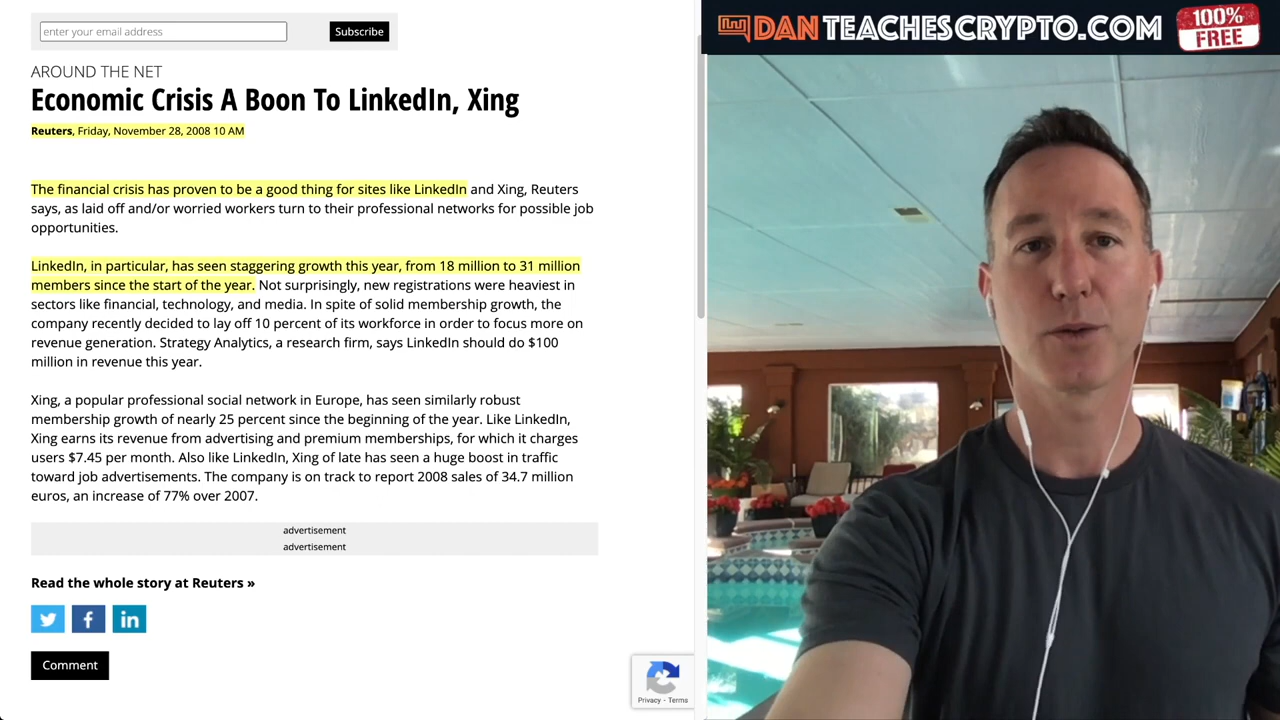 enter your email address
Subscribe
AROUND THE NET
Economic Crisis A Boon To LinkedIn, Xing
Reuters, Friday, November 28, 2008 10 AM
The financial crisis has proven to be a good thing for sites like LinkedIn and Xing, Reuters
says, as laid off and/or worried workers turn to their professional networks for possible job
opportunities.
LinkedIn, in particular, has seen staggering growth this year, from 18 million to 31 million
members since the start of the year. Not surprisingly, new registrations were heaviest in
sectors like financial, technology, and media. In spite of solid membership growth, the
company recently decided to lay off 10 percent of its workforce in order to focus more on
revenue generation. Strategy Analytics, a research firm, says LinkedIn should do $100
million in revenue this year.
Xing, a popular professional social network in Europe, has seen similarly robust
membership growth of nearly 25 percent since the beginning of the year. Like LinkedIn,
Xing earns its revenue from advertising and premium memberships, for which it charges
users $7.45 per month. Also like LinkedIn, Xing of late has seen a huge boost in traffic
toward job advertisements. The company is on track to report 2008 sales of 34.7 million
euros, an increase of 77% over 2007.
advertisement
advertisement
Read the whole story at Reuters »
f
in
Comment
Privacy - Terms
DANTEACHESCRYPTO.COM
100%
FREE